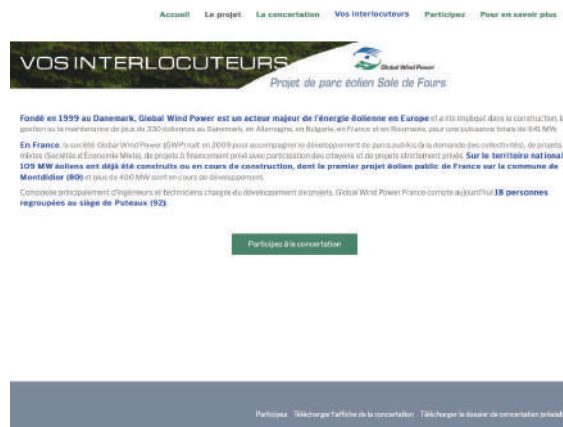 Accueil Le projet La concertation Vos interlocuteurs Participez Pour en savoir plus
VOS INTERLOCUTEURS
Global Wind Power
Projet de parc éolien Sole de Fours
Fondé en 1999 au Danemark, Global Wind Power est un acteur majeur de l'énergie éolienne en Europe et a été impliqué dans la construction, la
gestion ou la maintenance de plus de 330 éoliennes au Danemark, en Allemagne, en Bulgarie, en France et en Roumanie, pour une puissance totale de 641 MW.
En France, la société Global Wind Power (GWP) naît en 2009 pour accompagner le développement de parcs publics (à la demande des collectivités), de projets
mixtes (Sociétés d'Économie Mixte), de projets à financement privé avec participation des citoyens et de projets strictement privés. Sur le territoire national,
109 MW éoliens ont déjà été construits ou en cours de construction, dont le premier projet éolien public de France sur la commune de
Montdidier (80) et plus de 400 MW sont en cours de développement.
Composée principalement d'ingénieurs et techniciens chargés du développement de projets, Global Wind Power France compte aujourd'hui 18 personnes
regroupées au siège de Puteaux (92).
Participez à la concertation
Participez Télécharger l'affiche de la concertation Télécharger le dossier de concertation